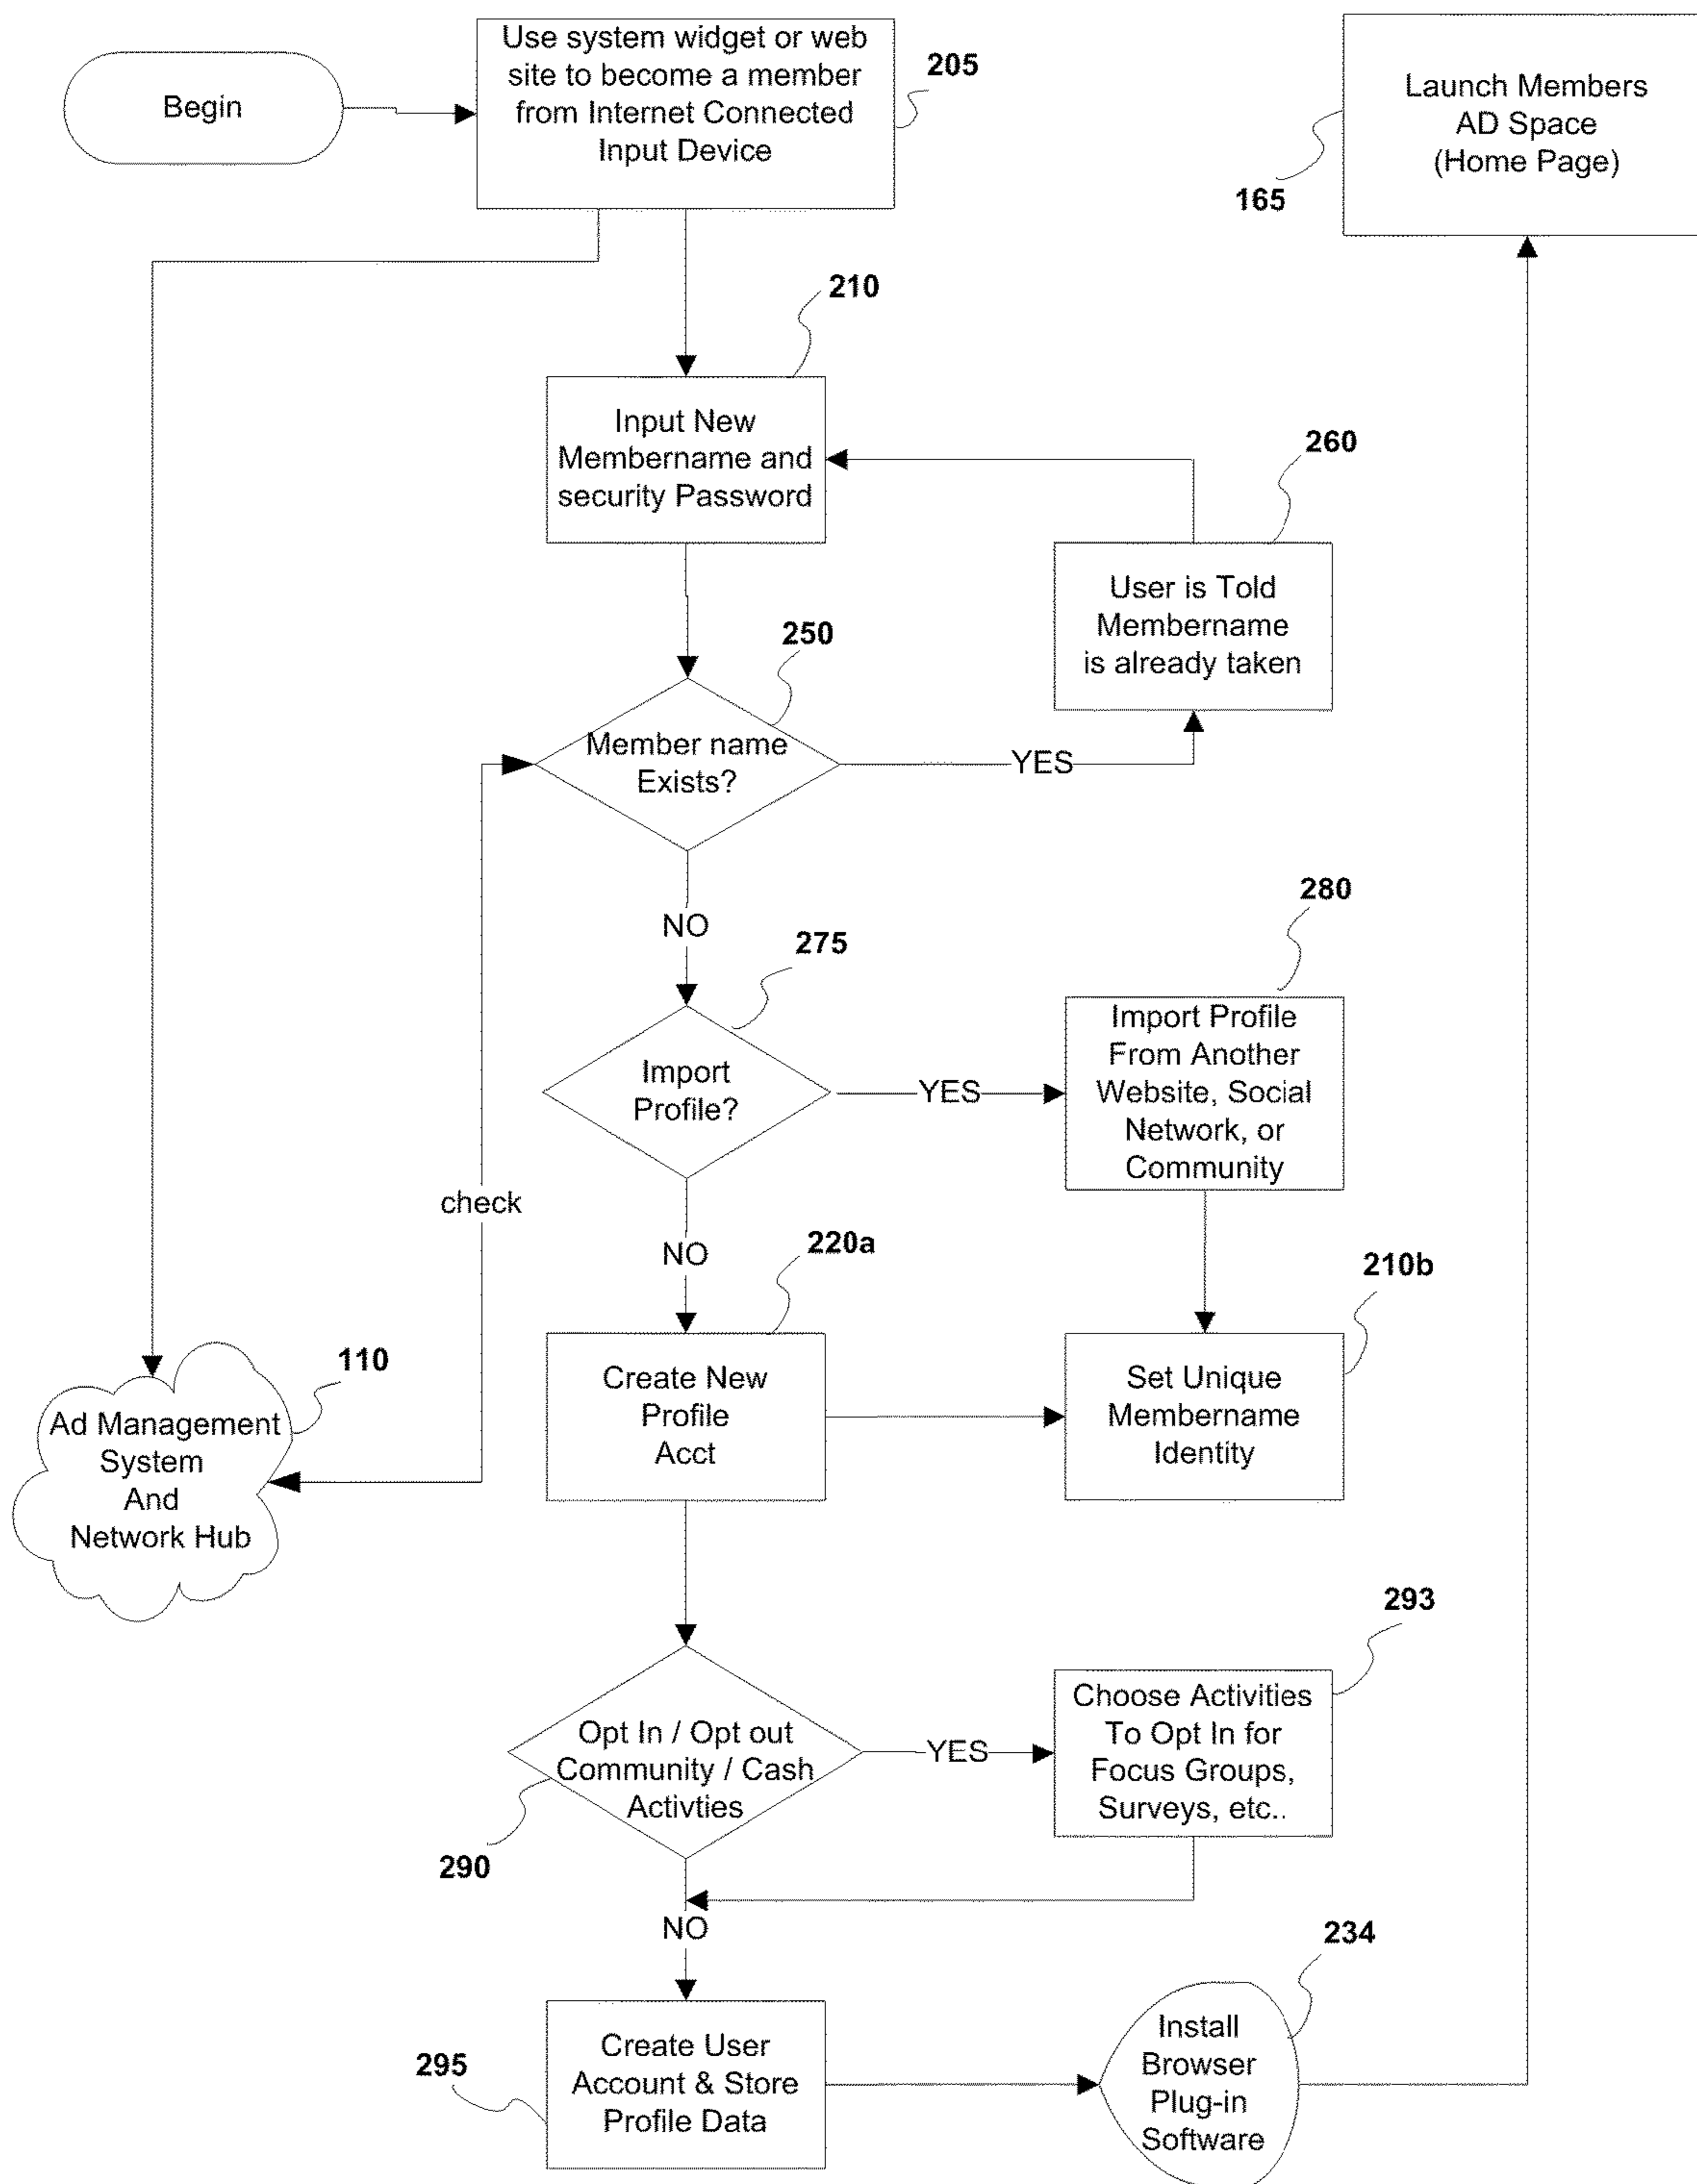 Begin
Use system widget or web
site to become a member
from Internet Connected
Input Device
205
Launch Members
AD Space
(Home Page)
165
210
Input New
Membername and
security Password
260
User is Told
Membername
is already taken
250
Member name
Exists?
YES
NO
275
280
Import
Profile?
YES
Import Profile
From Another
Website, Social
Network, or
Community
check
NO
220a
210b
Create New
Profile
Acct
Set Unique
Membername
Identity
110
Ad Management
System
And
Network Hub
293
Opt In / Opt out
Community / Cash
Activties
YES
Choose Activities
To Opt In for
Focus Groups,
Surveys, etc..
290
NO
234
295
Create User
Account & Store
Profile Data
Install
Browser
Plug-in
Software